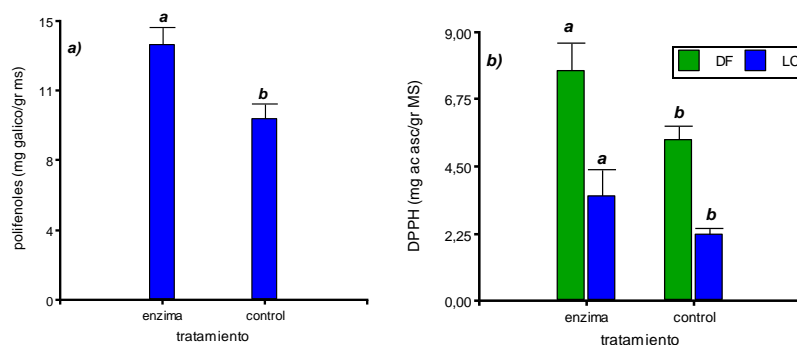 a)
polifenoles (mg galico/gr ms)
15
11
8
4
0
a
b
enzima control
tratamiento
b)
DPPH (mg ac asc/gr MS)
9,00
6,75
4,50
2,25
0,00
a
a
b
b
DF LO
enzima control
tratamiento